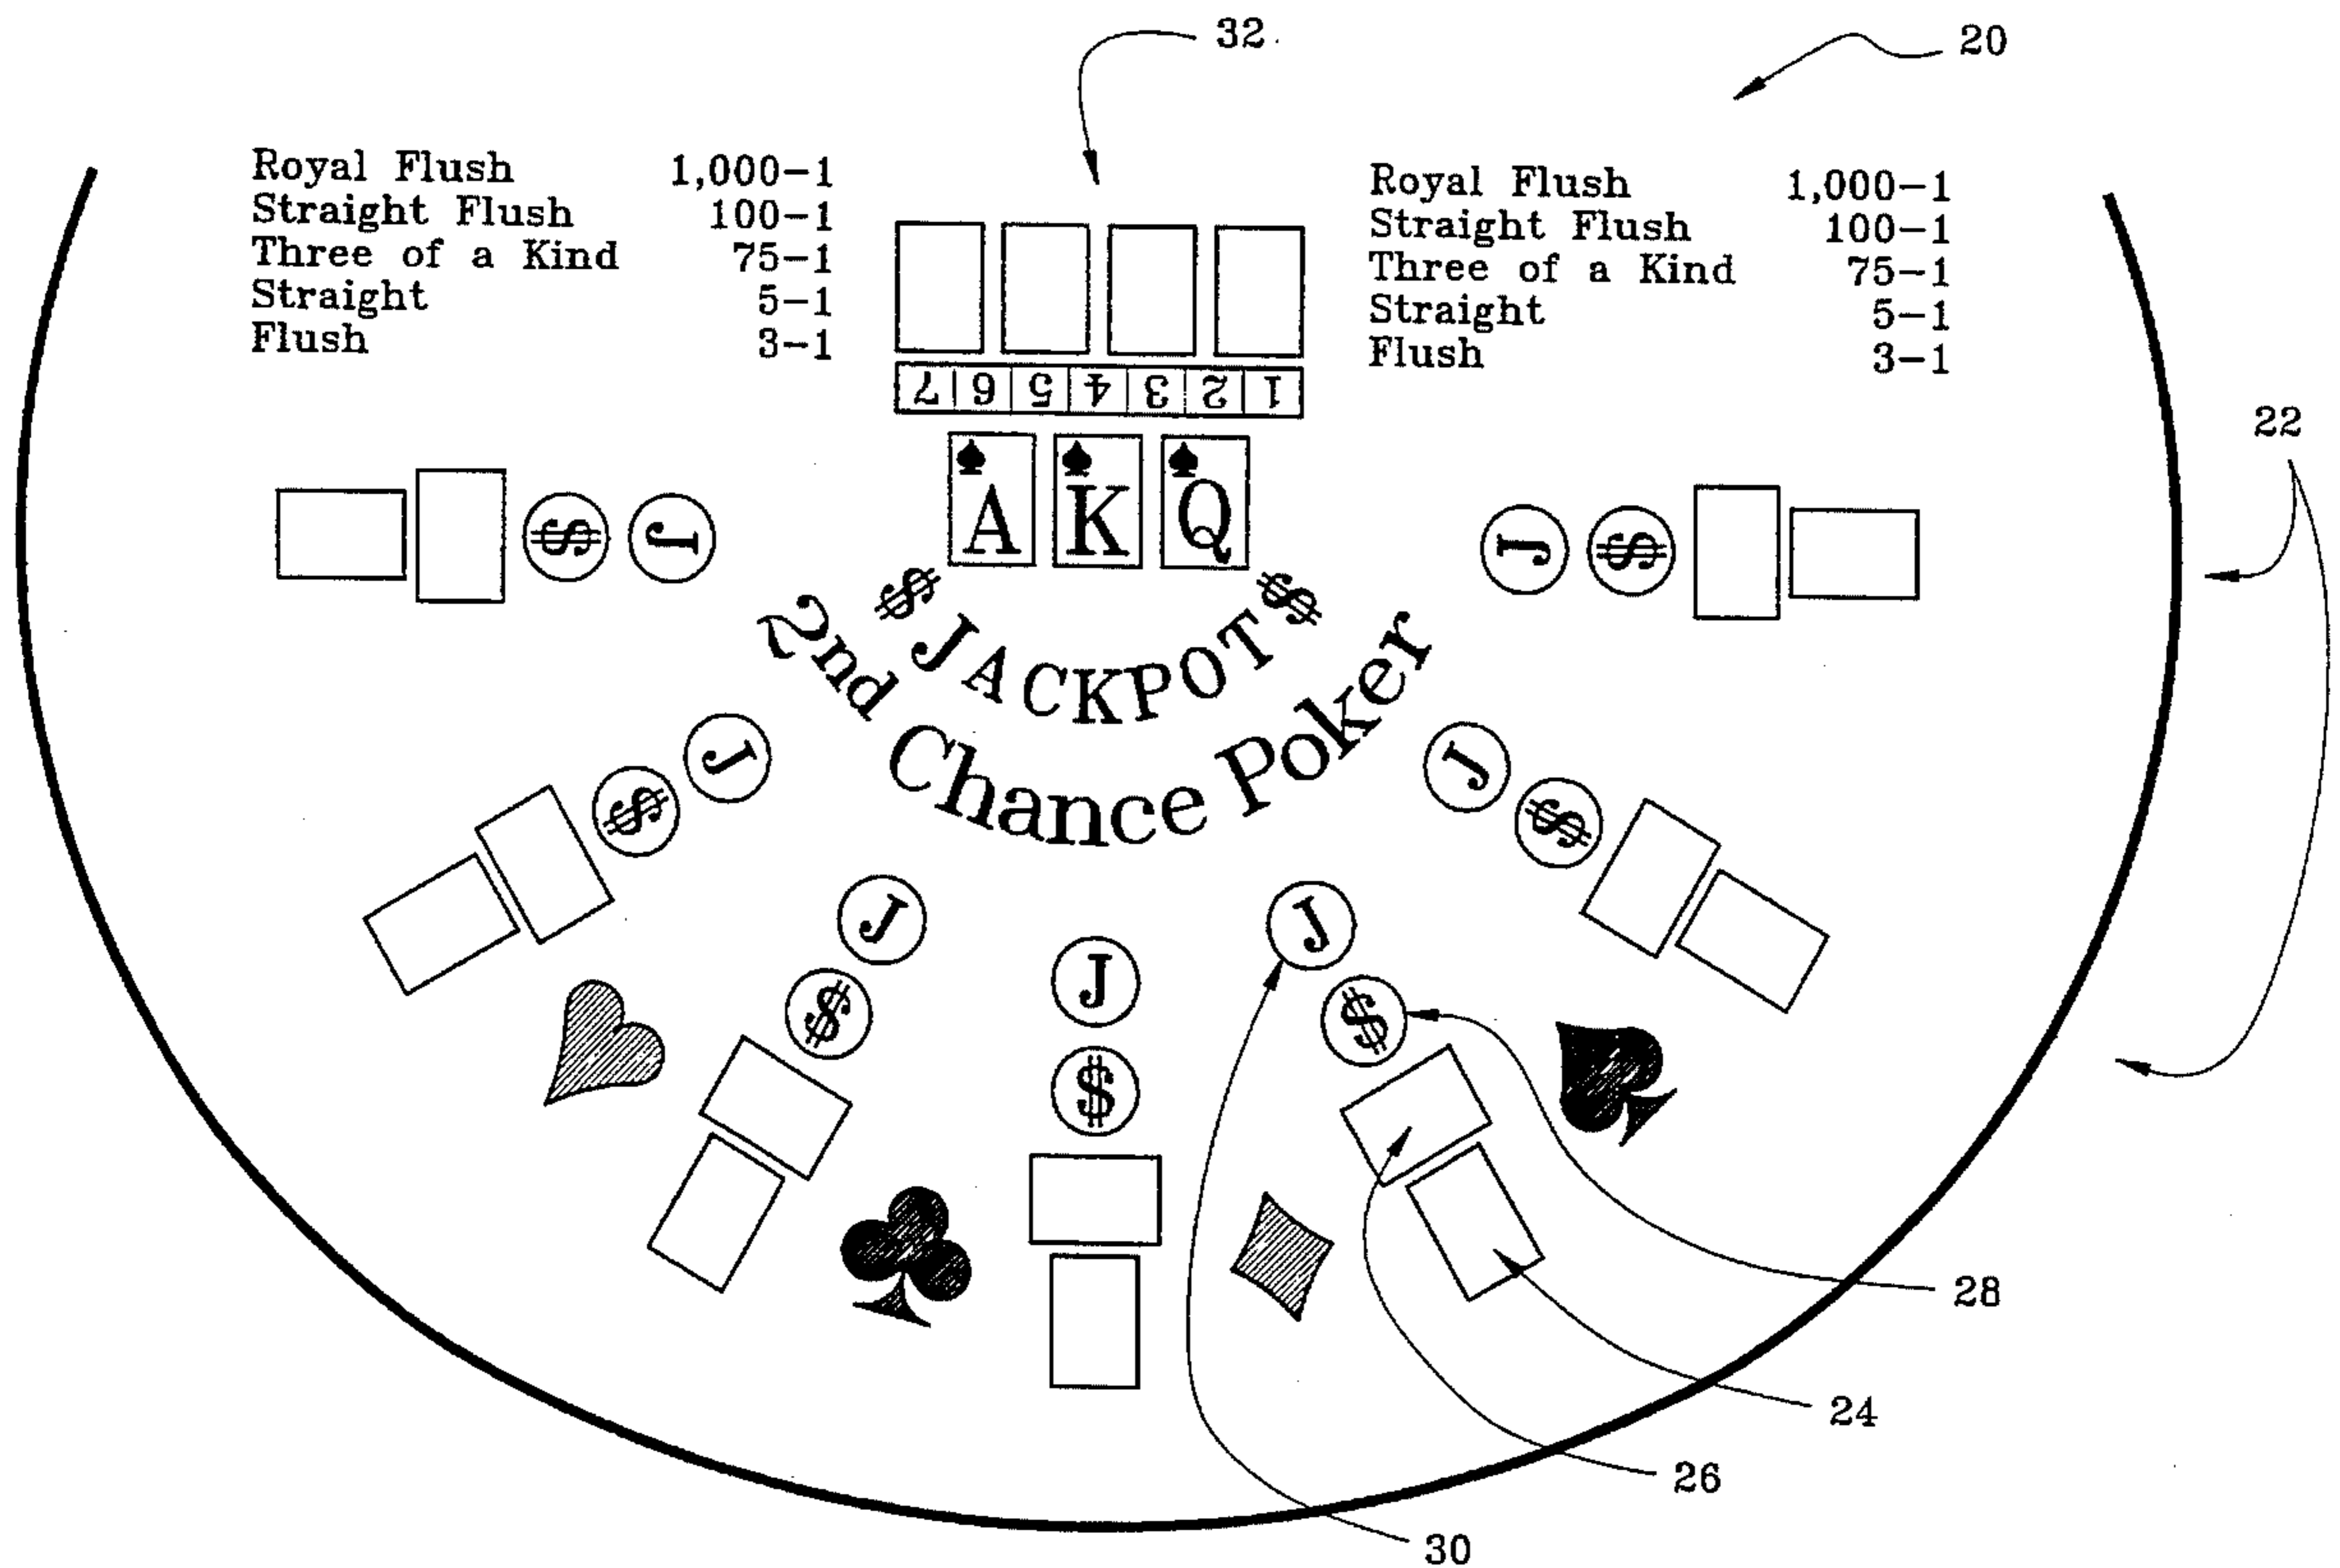 32
20
Royal Flush 1,000-1
Straight Flush 100-1
Three of a Kind 75-1
Straight 5-1
Flush 3-1
Royal Flush 1,000-1
Straight Flush 100-1
Three of a Kind 75-1
Straight 5-1
Flush 3-1
7 6 5 4 3 2 1
22
A K Q
$ J
J $
$JACKPOT$
2nd Chance Poker
J
$
J
$
J
$
J
$
J
$
28
24
26
30